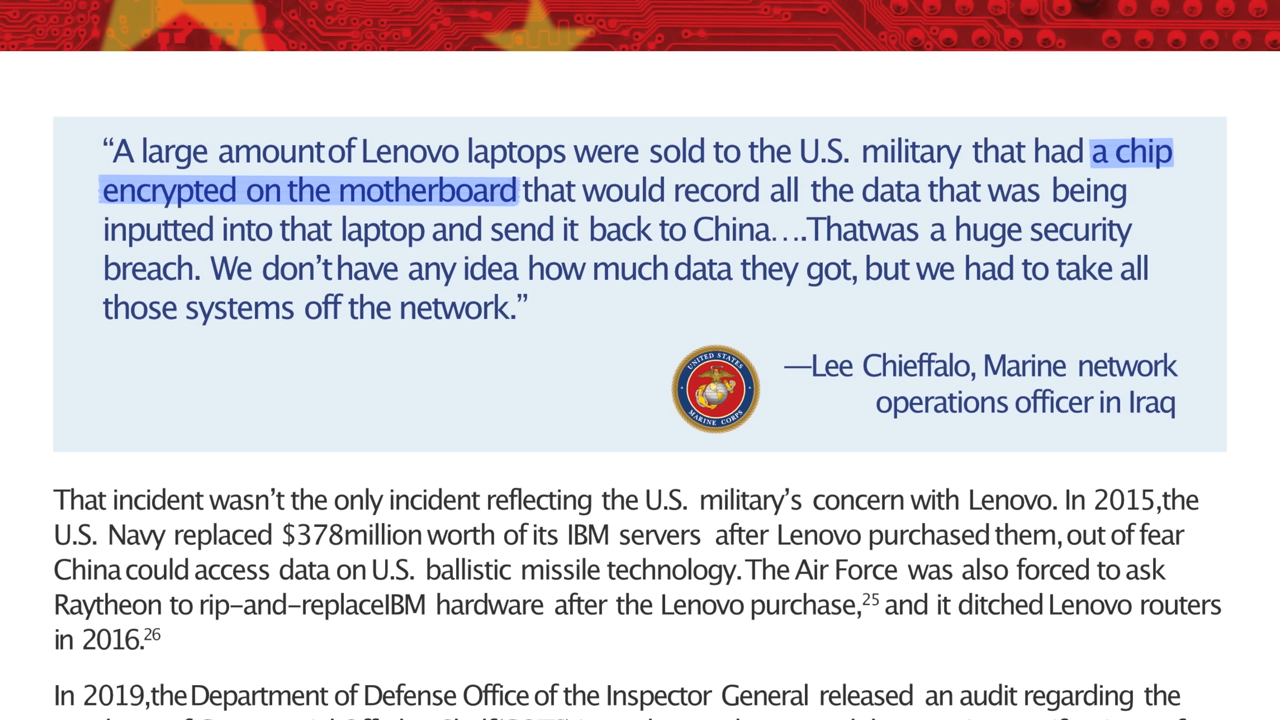 “A large amount of Lenovo laptops were sold to the U.S. military that had a chip
encrypted on the motherboard that would record all the data that was being
inputted into that laptop and send it back to China….Thatwas a huge security
breach. We don’t have any idea how much data they got, but we had to take all
those systems off the network.”
UNITED STATES
MARINE CORPS
—Lee Chieffalo, Marine network
operations officer in Iraq
That incident wasn’t the only incident reflecting the U.S. military’s concern with Lenovo. In 2015,the
U.S. Navy replaced $378million worth of its IBM servers after Lenovo purchased them, out of fear
China could access data on U.S. ballistic missile technology. The Air Force was also forced to ask
Raytheon to rip–and–replaceIBM hardware after the Lenovo purchase,25 and it ditched Lenovo routers
in 2016.26
In 2019,the Department of Defense Office of the Inspector General released an audit regarding the